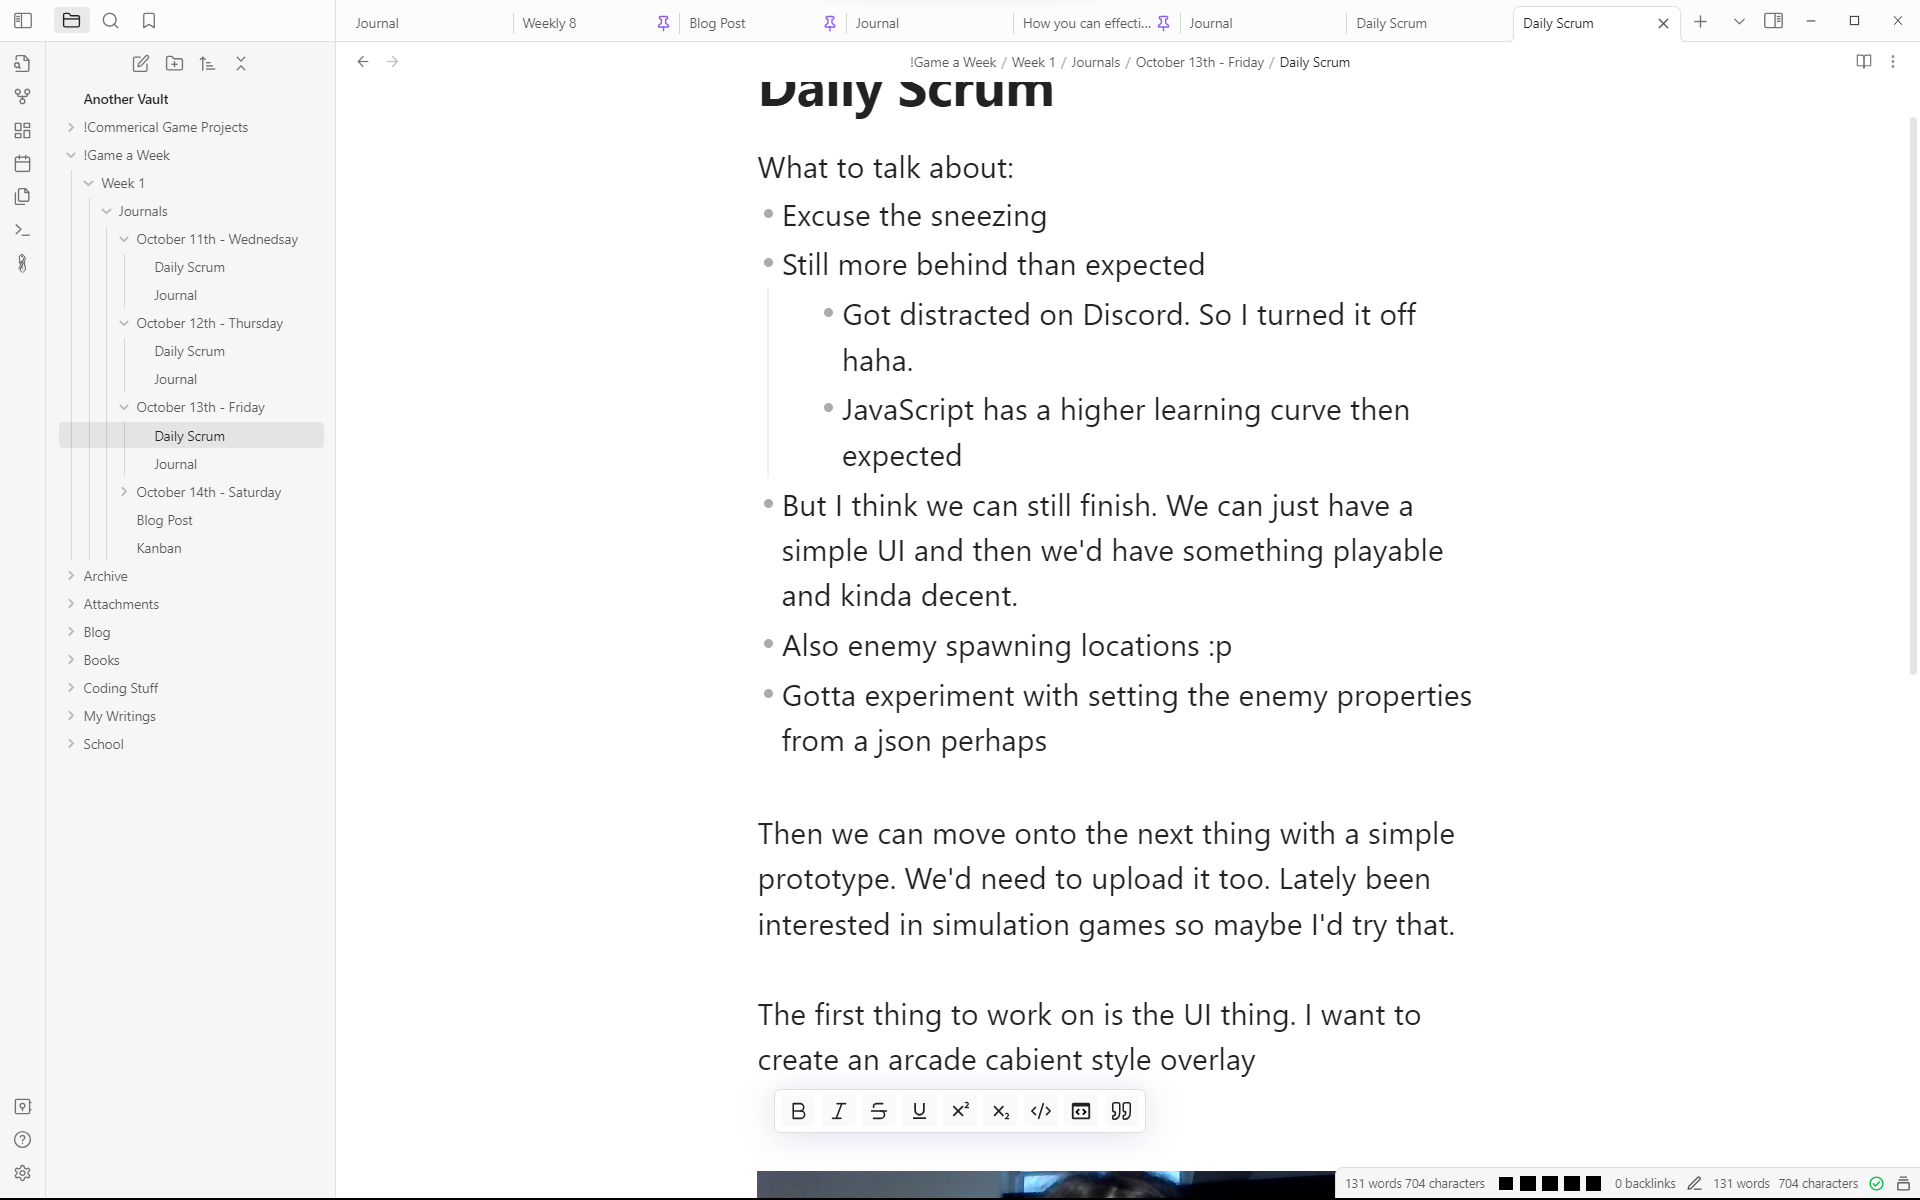 Journal
Weekly 8
Blog Post
Journal
How you can effecti...
Journal
Daily Scrum
Daily Scrum
!Game a Week / Week 1 / Journals / October 13th - Friday / Daily Scrum
Another Vault
!Commerical Game Projects
!Game a Week
Week 1
Journals
October 11th - Wednedsay
Daily Scrum
Journal
October 12th - Thursday
Daily Scrum
Journal
October 13th - Friday
Daily Scrum
Journal
October 14th - Saturday
Blog Post
Kanban
Archive
Attachments
Blog
Books
Coding Stuff
My Writings
School
Daily Scrum
What to talk about:
Excuse the sneezing
Still more behind than expected
Got distracted on Discord. So I turned it off
haha.
JavaScript has a higher learning curve then
expected
But I think we can still finish. We can just have a
simple UI and then we'd have something playable
and kinda decent.
Also enemy spawning locations :p
Gotta experiment with setting the enemy properties
from a json perhaps
Then we can move onto the next thing with a simple
prototype. We'd need to upload it too. Lately been
interested in simulation games so maybe I'd try that.
The first thing to work on is the UI thing. I want to
create an arcade cabient style overlay
B I S U X² X₂ </>
131 words 704 characters
0 backlinks
131 words
704 characters